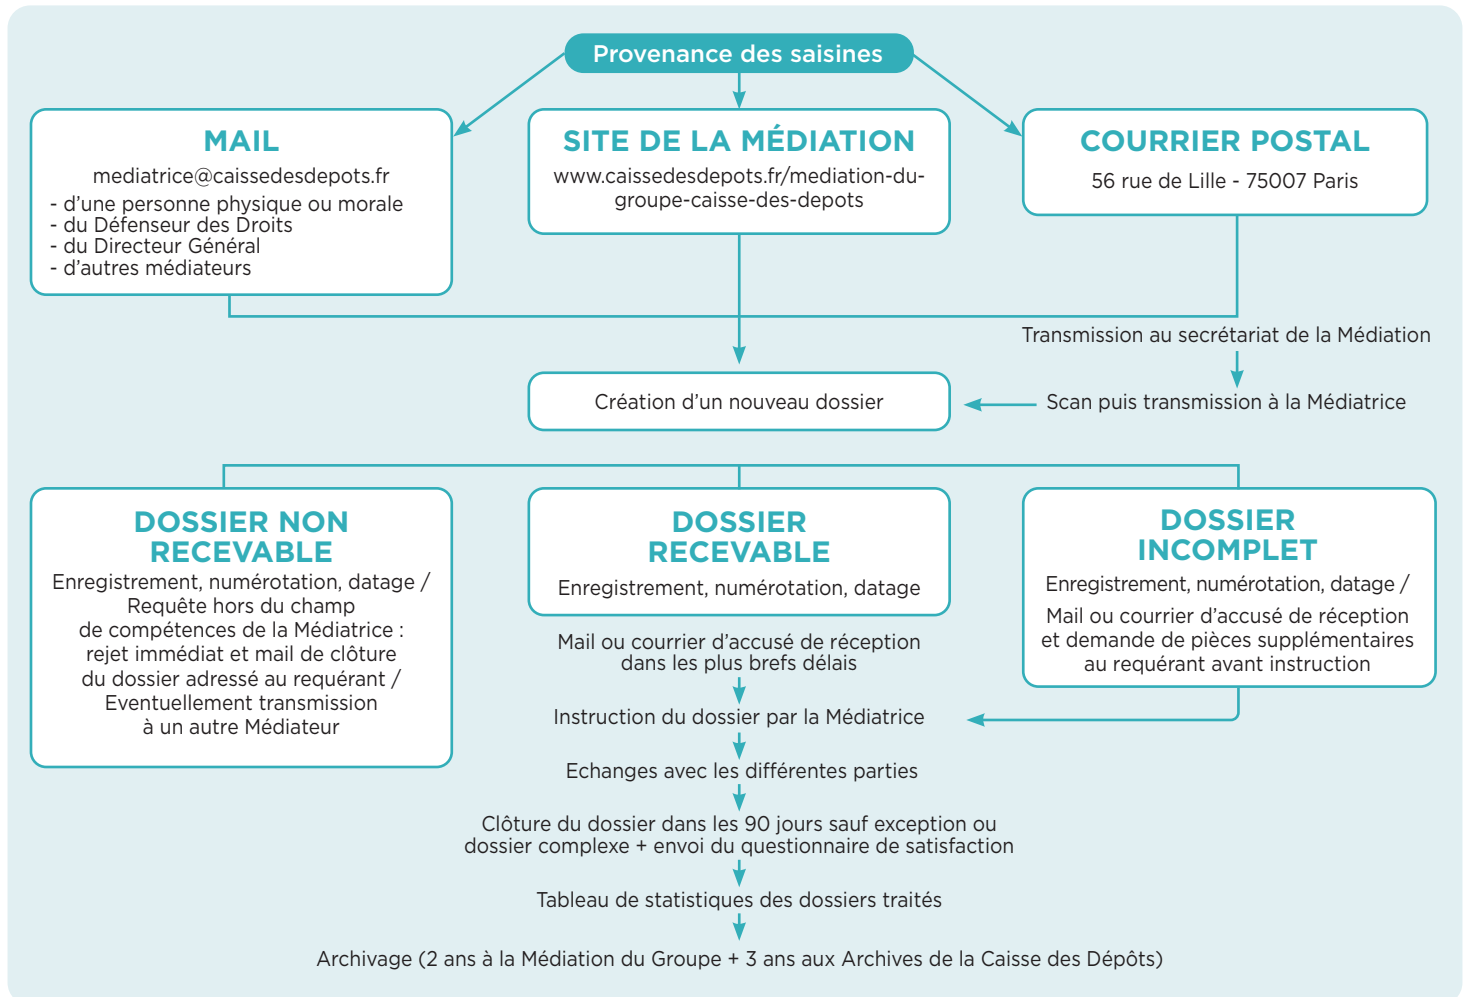 Provenance des saisines
MAIL
mediatrice@caissedesdepots.fr
- d’une personne physique ou morale
- du Défenseur des Droits
- du Directeur Général
- d’autres médiateurs
SITE DE LA MÉDIATION
www.caissedesdepots.fr/mediation-du-
groupe-caisse-des-depots
COURRIER POSTAL
56 rue de Lille - 75007 Paris
Transmission au secrétariat de la Médiation
Scan puis transmission à la Médiatrice
Création d’un nouveau dossier
DOSSIER NON
RECEVABLE
Enregistrement, numérotation, datage /
Requête hors du champ
de compétences de la Médiatrice :
rejet immédiat et mail de clôture
du dossier adressé au requérant /
Eventuellement transmission
à un autre Médiateur
DOSSIER
RECEVABLE
Enregistrement, numérotation, datage
DOSSIER
INCOMPLET
Enregistrement, numérotation, datage /
Mail ou courrier d’accusé de réception
et demande de pièces supplémentaires
au requérant avant instruction
Mail ou courrier d’accusé de réception
dans les plus brefs délais
Instruction du dossier par la Médiatrice
Echanges avec les différentes parties
Clôture du dossier dans les 90 jours sauf exception ou
dossier complexe + envoi du questionnaire de satisfaction
Tableau de statistiques des dossiers traités
Archivage (2 ans à la Médiation du Groupe + 3 ans aux Archives de la Caisse des Dépôts)